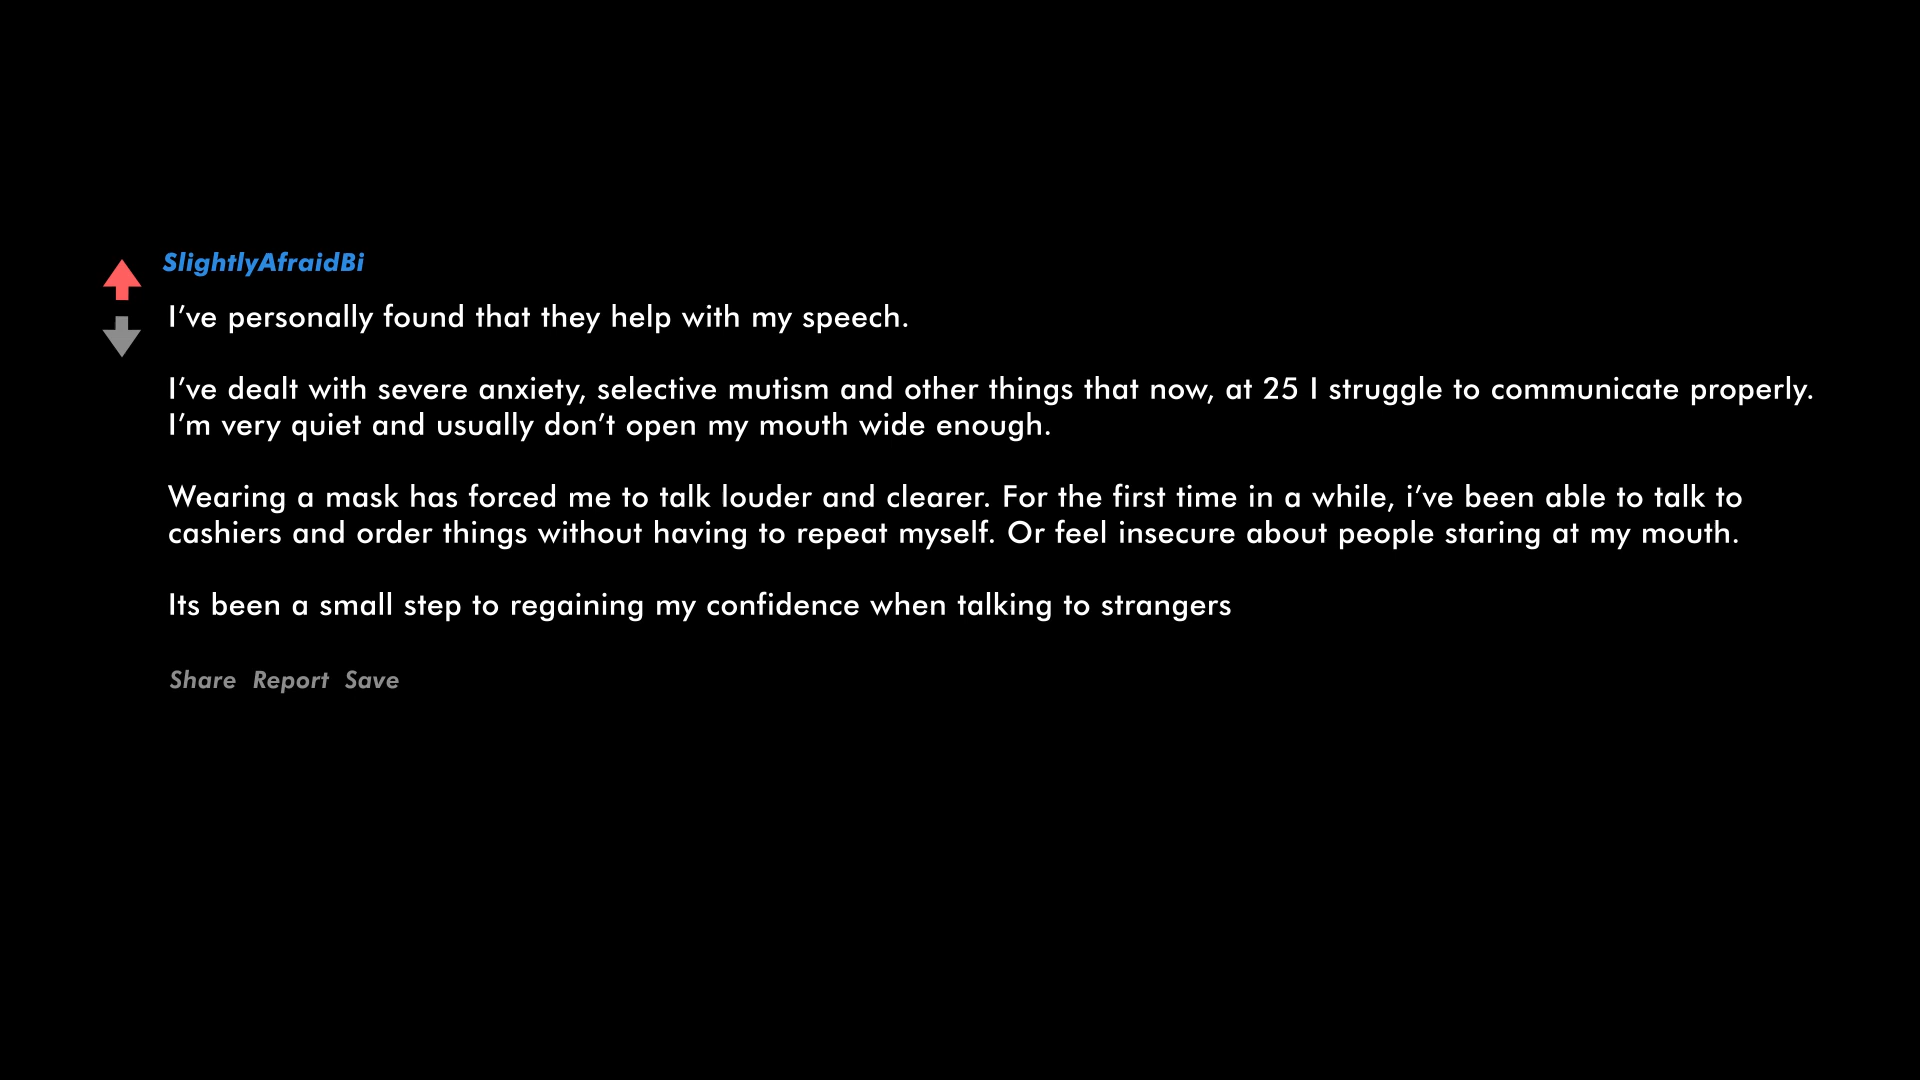 SlightlyAfraidBi
I’ve personally found that they help with my speech.
I’ve dealt with severe anxiety, selective mutism and other things that now, at 25 I struggle to communicate properly.
I’m very quiet and usually don’t open my mouth wide enough.
Wearing a mask has forced me to talk louder and clearer. For the first time in a while, i’ve been able to talk to
cashiers and order things without having to repeat myself. Or feel insecure about people staring at my mouth.
Its been a small step to regaining my confidence when talking to strangers
Share Report Save